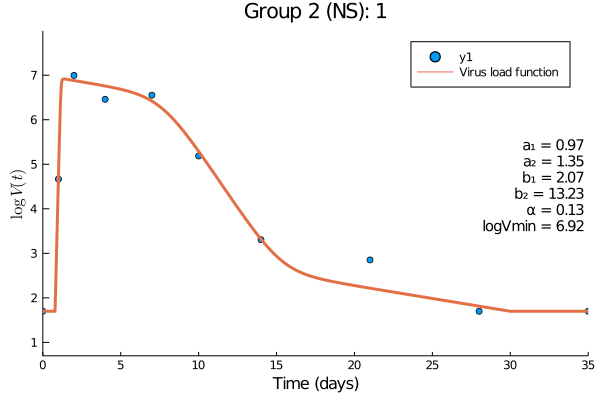 Group 2 (NS): 1
y1
Virus load function
a₁ = 0.97
a₂ = 1.35
b₁ = 2.07
b₂ = 13.23
α = 0.13
logVmin = 6.92
log V(t)
7
6
5
4
3
2
1
0 5 10 15 20 25 30 35
Time (days)